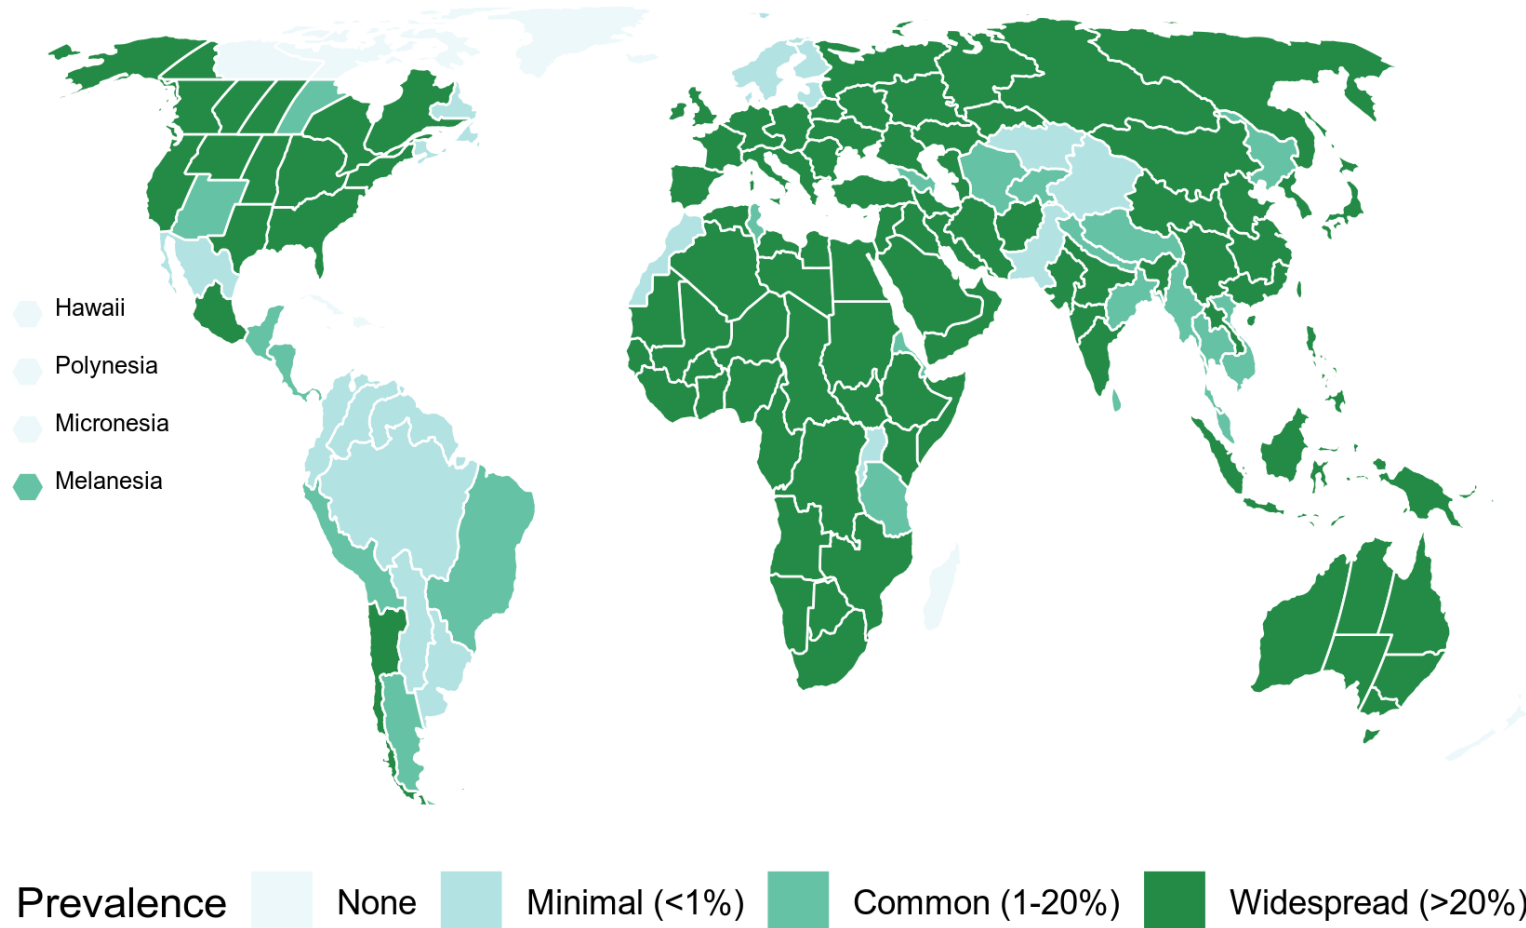 Hawaii
Polynesia
Micronesia
Melanesia
Prevalence None Minimal (<1%) Common (1-20%) Widespread (>20%)